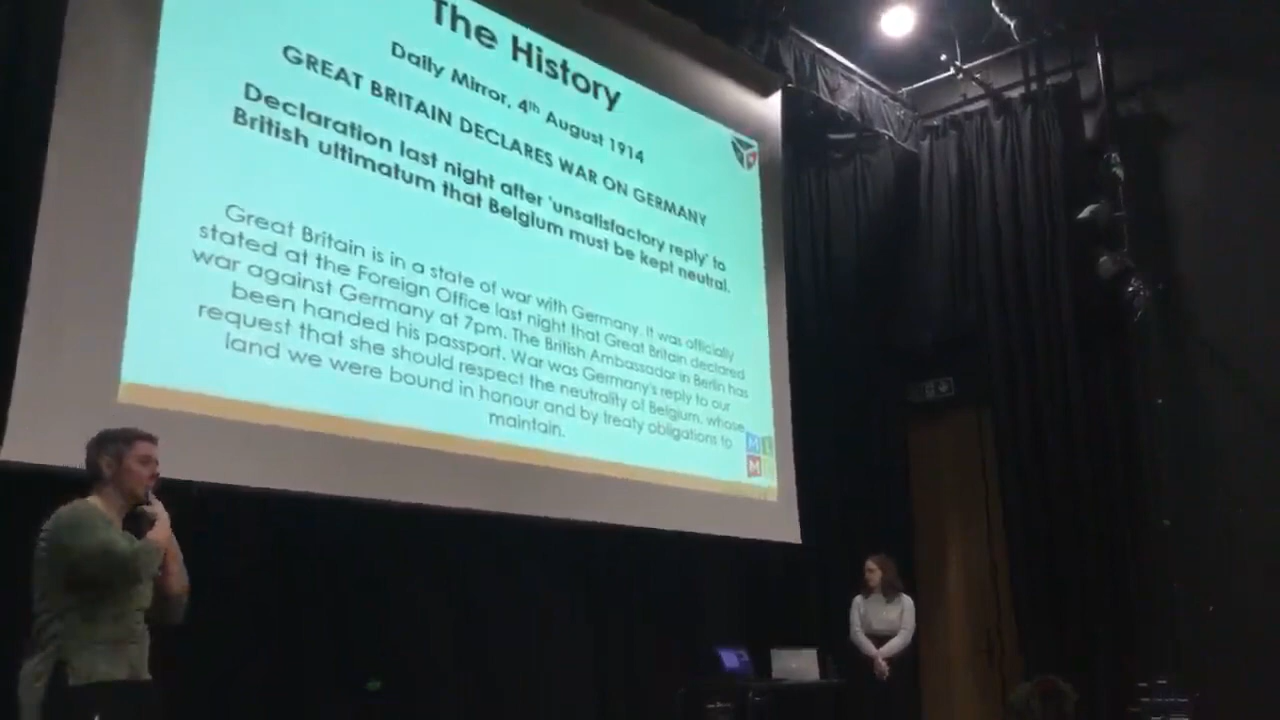 The History
Daily Mirror, 4th August 1914
GREAT BRITAIN DECLARES WAR ON GERMANY
Declaration last night after 'unsatisfactory reply' to
British ultimatum that Belgium must be kept neutral.
Great Britain is in a state of war with Germany. It was officially
stated at the Foreign Office last night that Great Britain declared
war against Germany at 7pm. The British Ambassador in Berlin has
been handed his passport. War was Germany's reply to our
request that she should respect the neutrality of Belgium, whose
land we were bound in honour and by treaty obligations to
maintain.
M
M